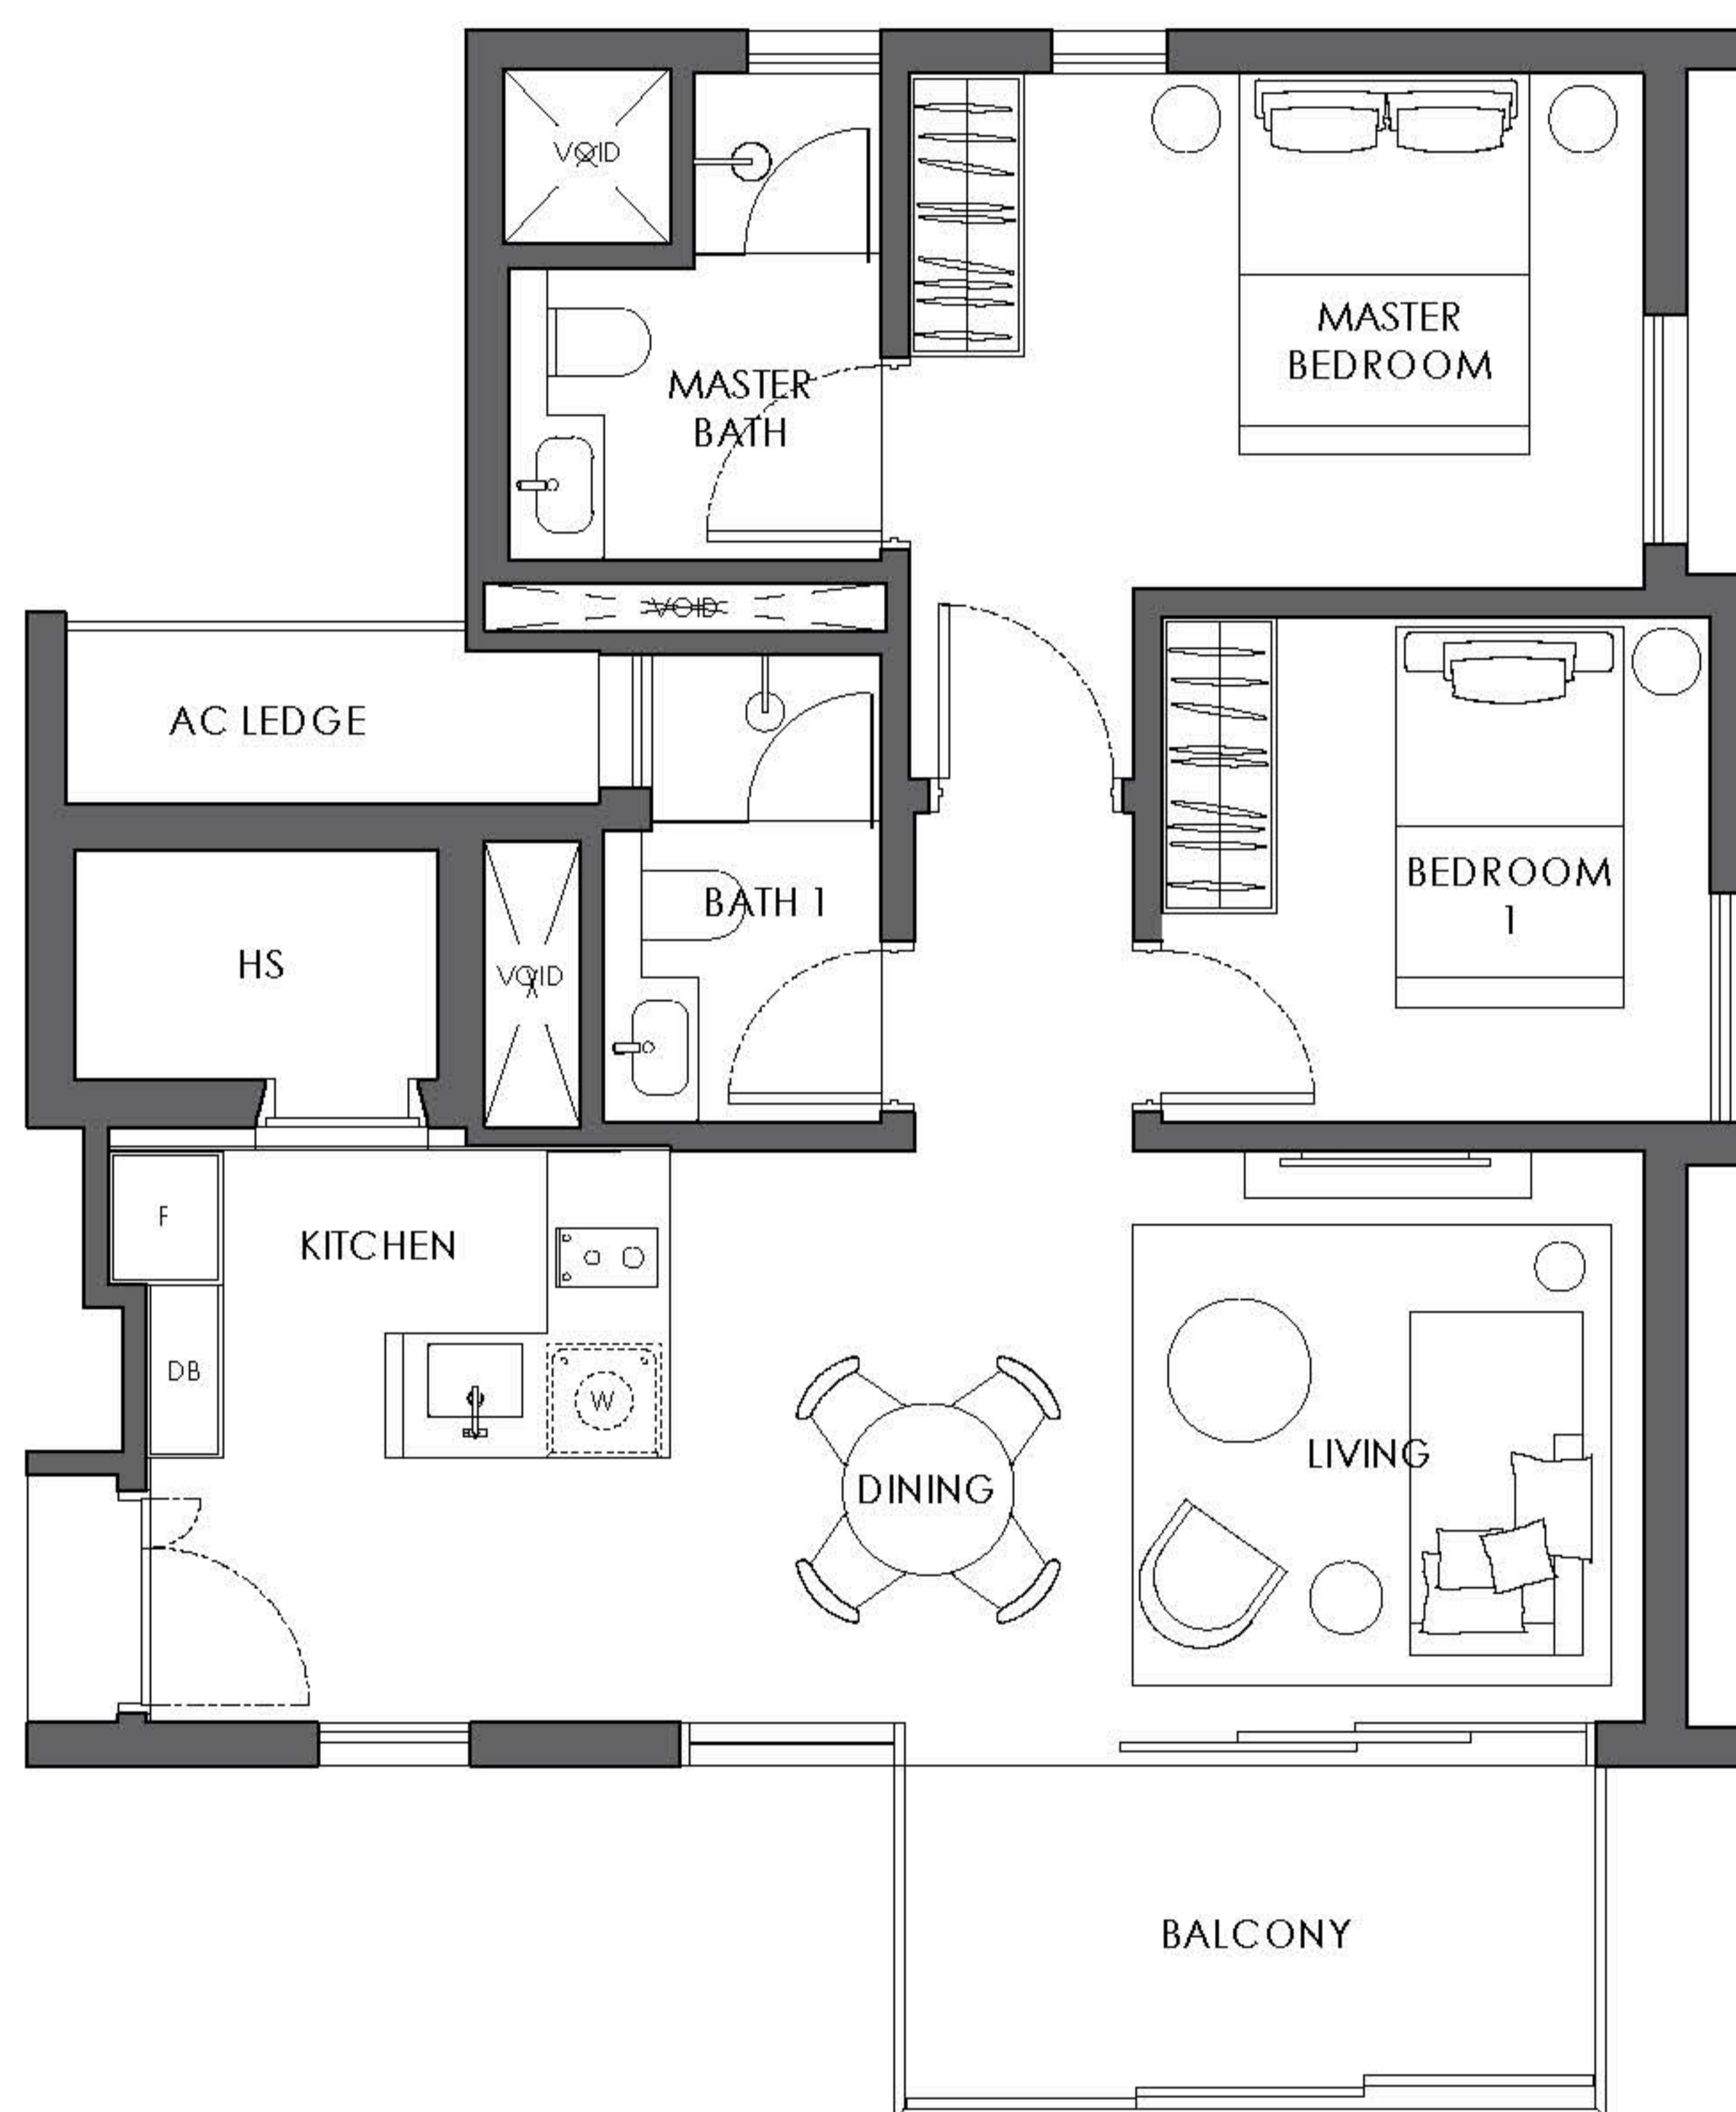 VOID
MASTER
BEDROOM
MASTER
BATH
VOID
AC LEDGE
BEDROOM
1
BATH 1
HS
VOID
F
KITCHEN
DB
W
LIVING
DINING
BALCONY